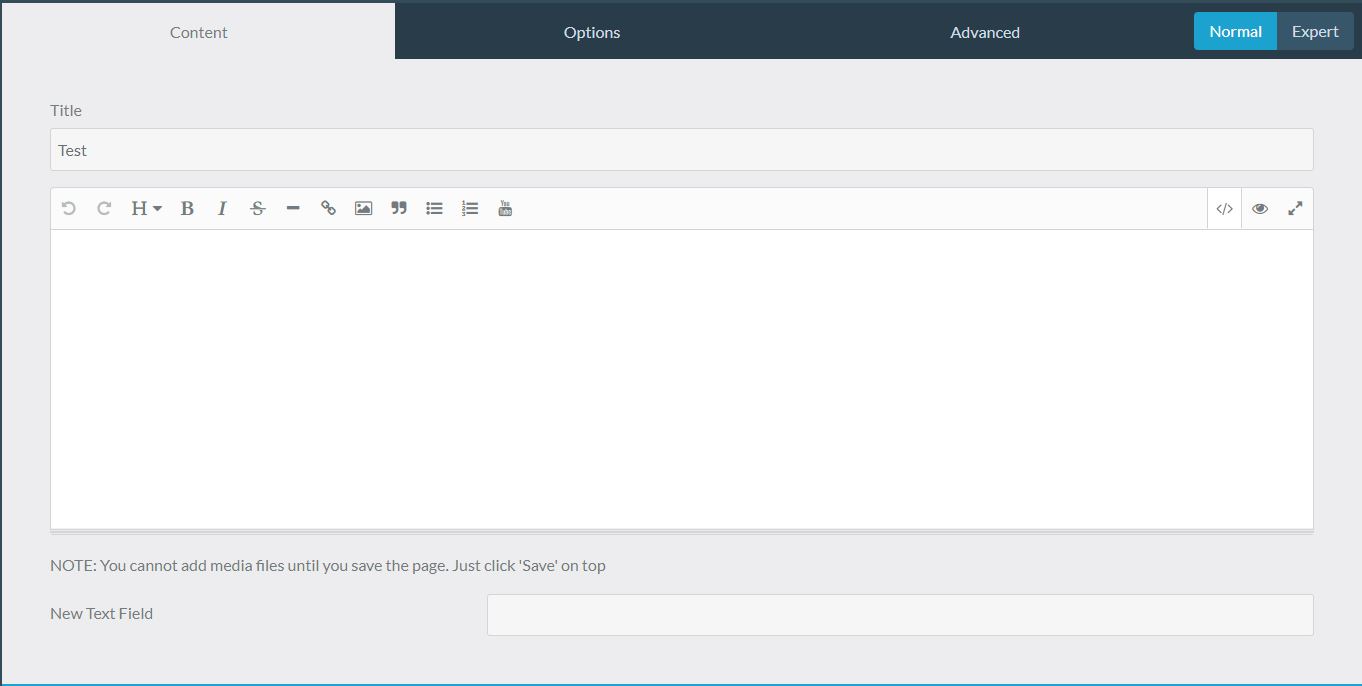 Content Options Advanced Normal Expert
Title
Test
H B I S
NOTE: You cannot add media files until you save the page. Just click 'Save' on top
New Text Field